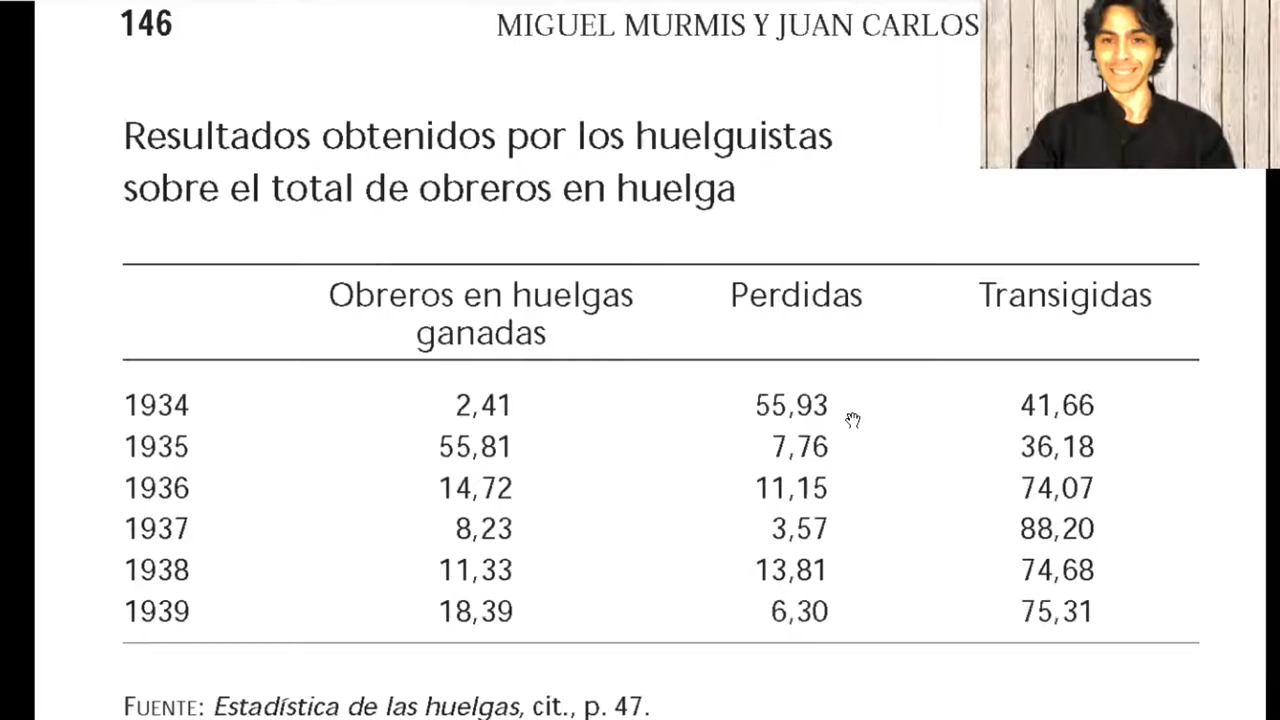 146 MIGUEL MURMIS Y JUAN CARLOS
Resultados obtenidos por los huelguistas
sobre el total de obreros en huelga
Obreros en huelgas Perdidas Transigidas
ganadas
1934 2,41 55,93 41,66
1935 55,81 7,76 36,18
1936 14,72 11,15 74,07
1937 8,23 3,57 88,20
1938 11,33 13,81 74,68
1939 18,39 6,30 75,31
FUENTE: Estadística de las huelgas, cit., p. 47.